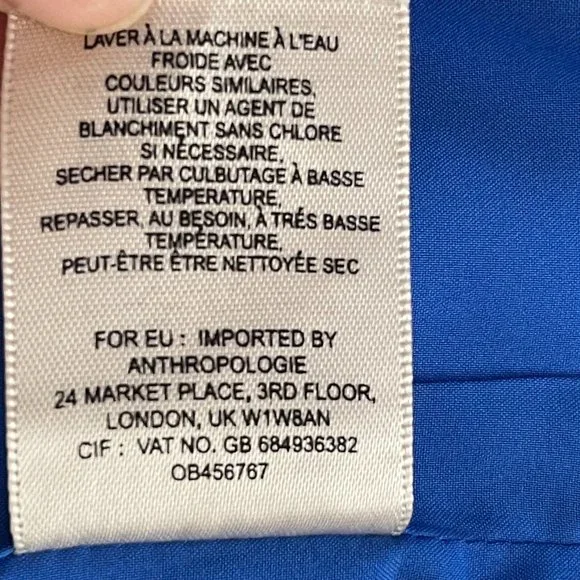 LAVER À LA MACHINE À L'EAU
FROIDE AVEC
COULEURS SIMILAIRES,
UTILISER UN AGENT DE
BLANCHIMENT SANS CHLORE
SI NÉCESSAIRE,
SECHER PAR CULBUTAGE À BASSE
TEMPERATURE,
REPASSER, AU BESOIN, À TRÉS BASSE
TEMPÉRATURE,
PEUT-ÊTRE ÊTRE NETTOYÉE SEC
FOR EU : IMPORTED BY
ANTHROPOLOGIE
24 MARKET PLACE, 3RD FLOOR,
LONDON, UK W1W8AN
CIF : VAT NO. GB 684936382
OB456767